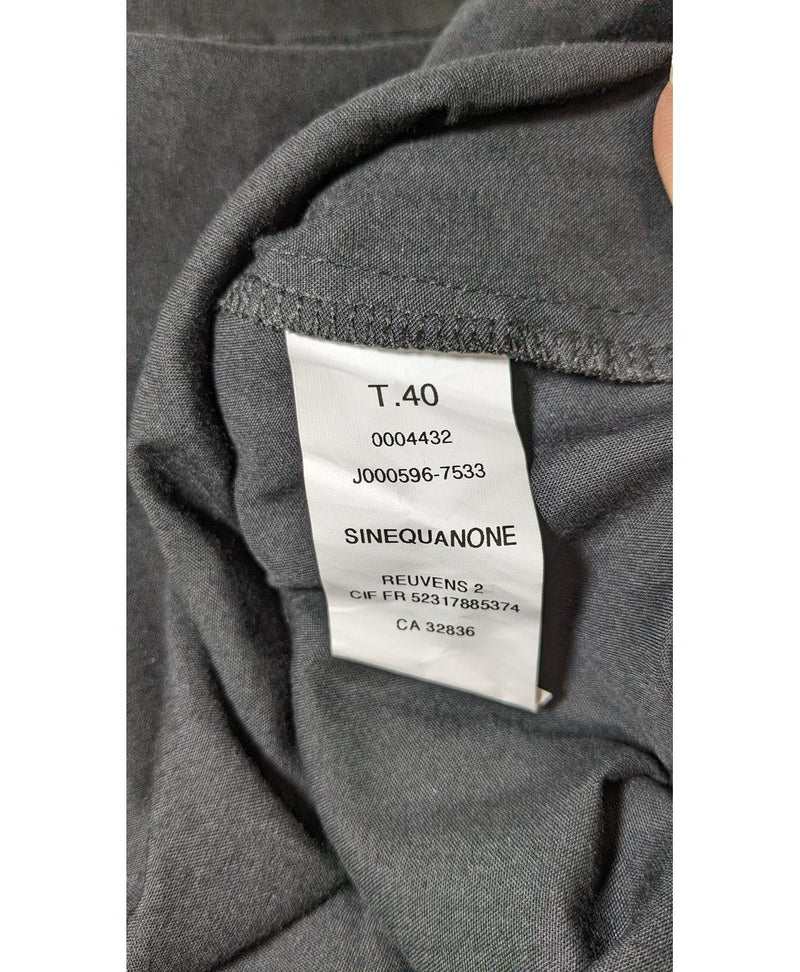 T.40
0004432
J000596-7533
SINEQUANONE
REUVENS 2
CIF FR 52317885374
CA 32836